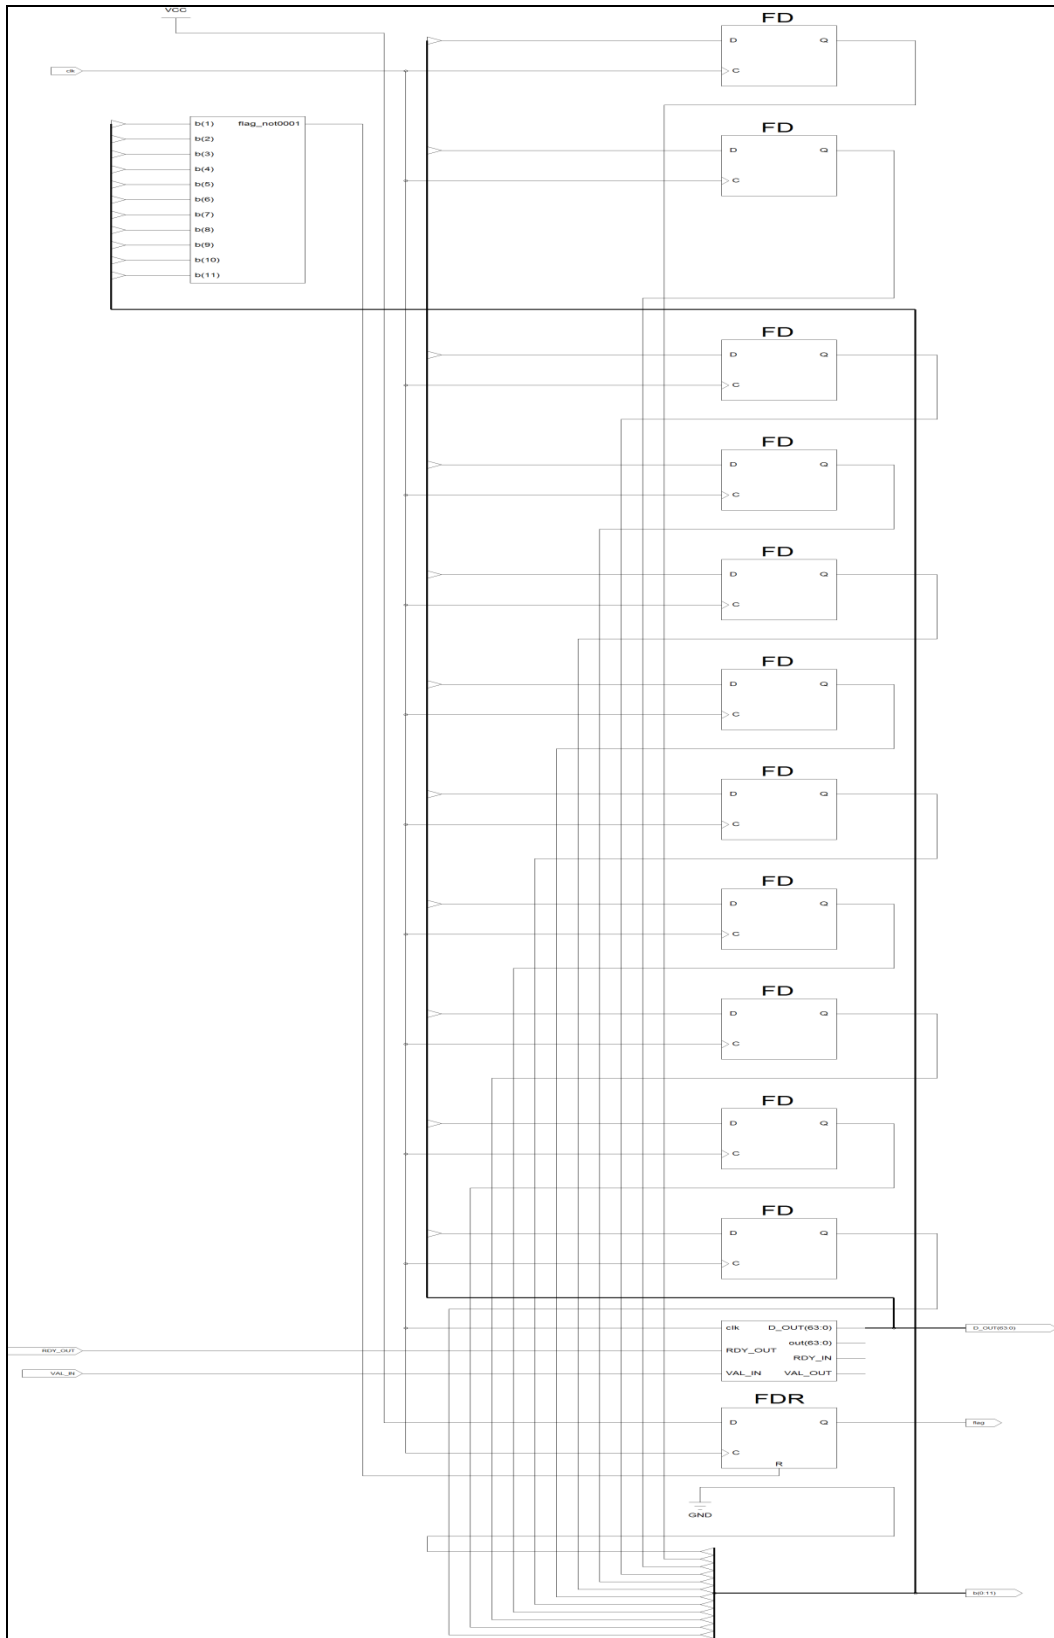 VCC
FD
D Q
clk
C
b(1) flag_not0001
b(2)
b(3)
b(4)
b(5)
b(6)
b(7)
b(8)
b(9)
b(10)
b(11)
FD
D Q
C
FD
D Q
C
FD
D Q
C
FD
D Q
C
FD
D Q
C
FD
D Q
C
FD
D Q
C
FD
D Q
C
FD
D Q
C
FD
D Q
C
clk D_OUT(63:0)
D_OUT(63:0)
out(63:0)
RDY_OUT
RDY_OUT
RDY_IN
VAL_IN
VAL_IN VAL_OUT
FDR
D Q
flag
C
R
GND
b(0:11)